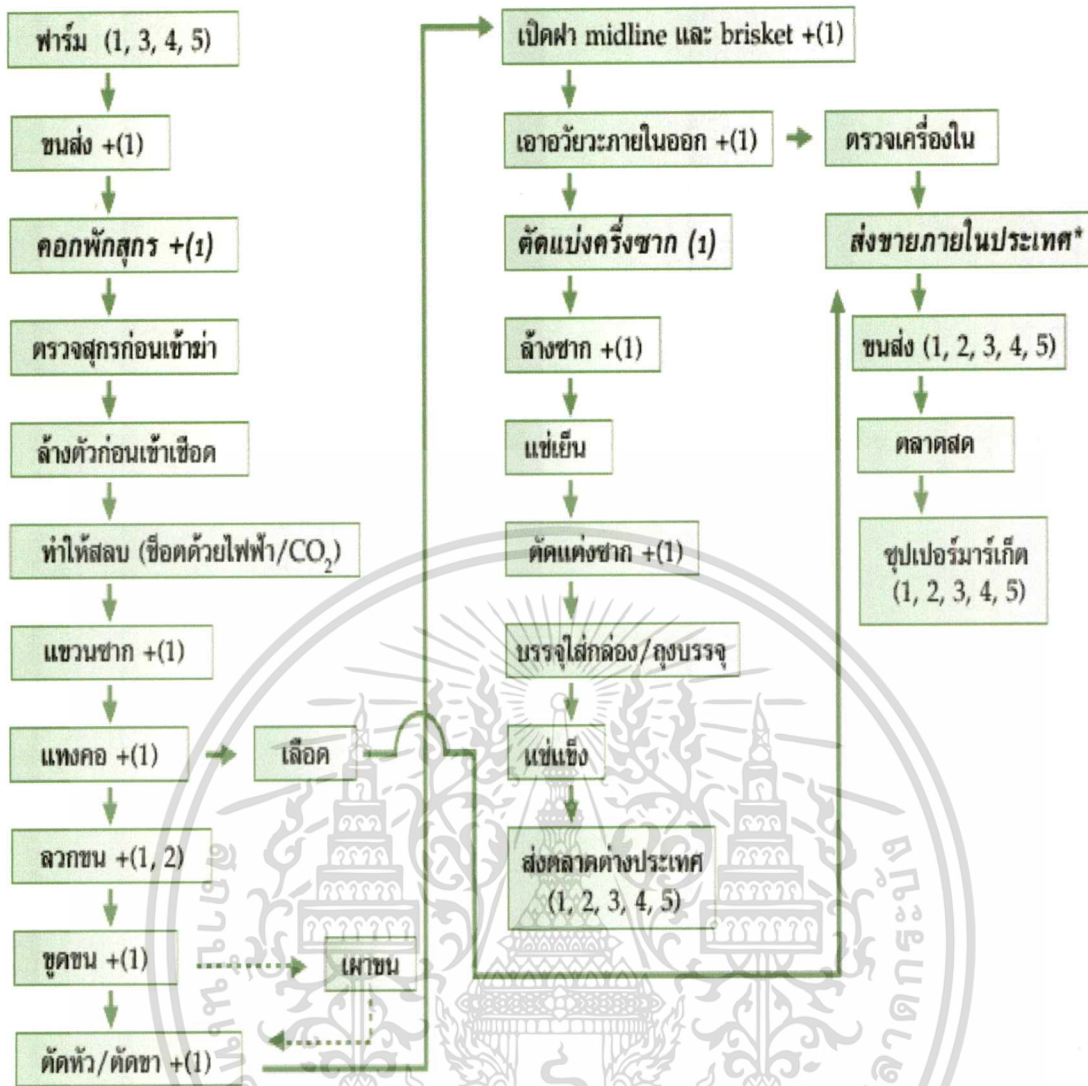 ฟาร์ม (1, 3, 4, 5)
ขนส่ง +(1)
คอกพักสุกร +(1)
ตรวจสุกรก่อนเข้าฆ่า
ล้างตัวก่อนเข้าเชือด
ทำให้สลบ (ช็อตด้วยไฟฟ้า/CO₂)
แขวนซาก +(1)
แทงคอ +(1)
เลือด
ลวกขน +(1, 2)
ขูดขน +(1)
เผาขน
ตัดหัว/ตัดขา +(1)
เปิดฝา midline และ brisket +(1)
เอาอวัยวะภายในออก +(1)
ตัดแบ่งครึ่งซาก (1)
ล้างซาก +(1)
แช่เย็น
ตัดแต่งซาก +(1)
บรรจุใส่กล่อง/ถุงบรรจุ
แช่แข็ง
ส่งตลาดต่างประเทศ
(1, 2, 3, 4, 5)
ตรวจเครื่องใน
ส่งขายภายในประเทศ*
ขนส่ง (1, 2, 3, 4, 5)
ตลาดสด
ซุปเปอร์มาร์เก็ต
(1, 2, 3, 4, 5)